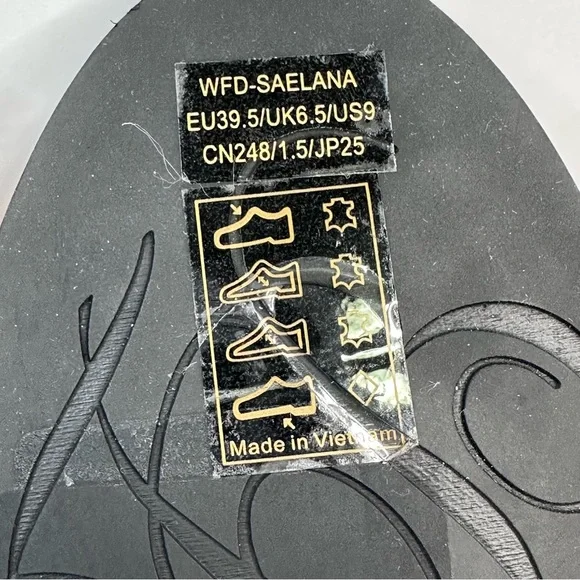 WFD-SAELANA
EU39.5/UK6.5/US9
CN248/1.5/JP25
Made in Vietnam